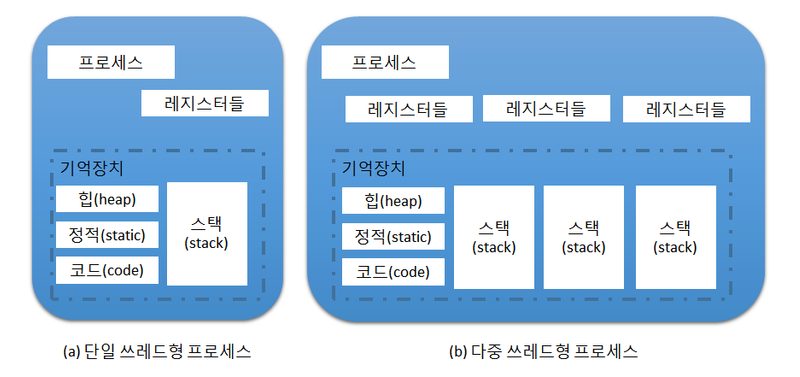 프로세스
레지스터들
기억장치
힙(heap)
정적(static)
코드(code)
스택
(stack)
(a) 단일 쓰레드형 프로세스
프로세스
레지스터들 레지스터들 레지스터들
기억장치
힙(heap)
정적(static)
코드(code)
스택
(stack)
스택
(stack)
스택
(stack)
(b) 다중 쓰레드형 프로세스